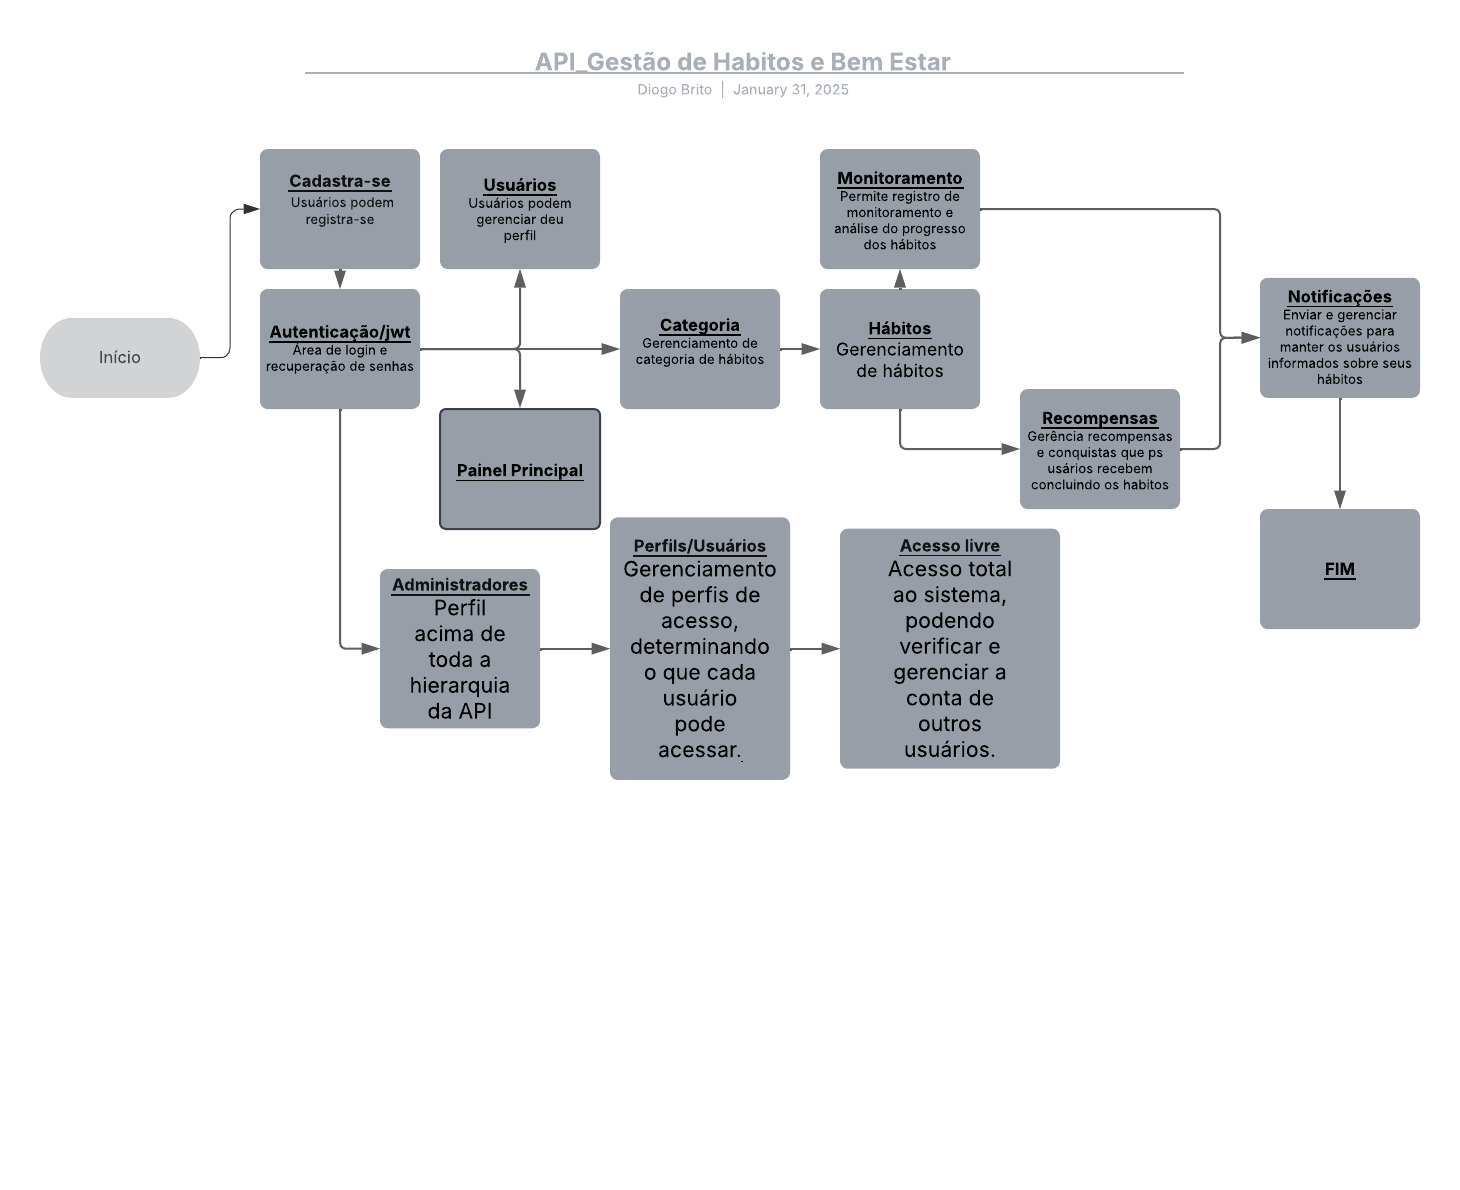 API_Gestão de Habitos e Bem Estar
Diogo Brito | January 31, 2025
Início
Cadastra-se
Usuários podem
registra-se
Autenticação/jwt
Área de login e
recuperação de senhas
Usuários
Usuários podem
gerenciar deu
perfil
Painel Principal
Categoria
Gerenciamento de
categoria de hábitos
Monitoramento
Permite registro de
monitoramento e
análise do progresso
dos hábitos
Hábitos
Gerenciamento
de hábitos
Recompensas
Gerência recompensas
e conquistas que ps
usários recebem
concluindo os habitos
Notificações
Enviar e gerenciar
notificações para
manter os usuários
informados sobre seus
hábitos
FIM
Administradores
Perfil
acima de
toda a
hierarquia
da API
Perfils/Usuários
Gerenciamento
de perfis de
acesso,
determinando
o que cada
usuário
pode
acessar..
Acesso livre
Acesso total
ao sistema,
podendo
verificar e
gerenciar a
conta de
outros
usuários.